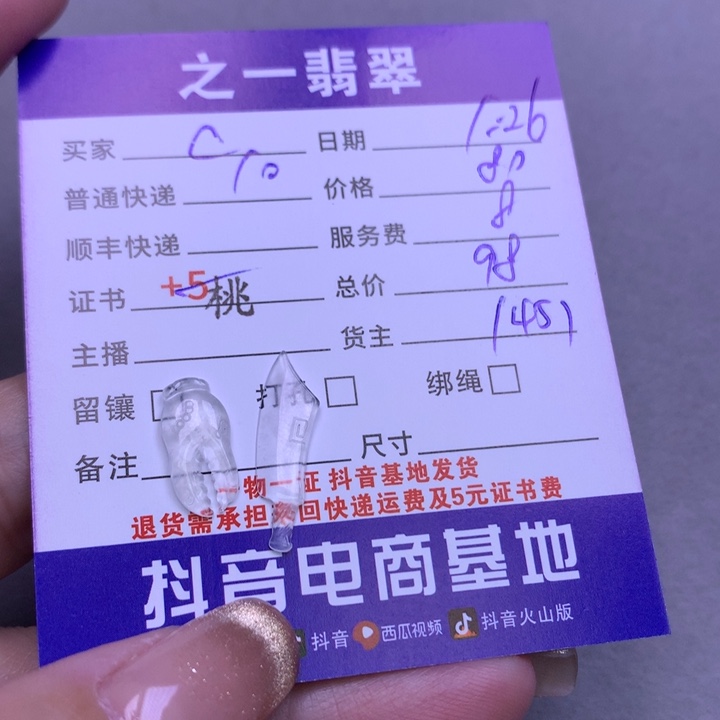 之一翡翠
买家 C 日期 1.26
普通快递 10 价格 80
顺丰快递 服务费 8
证书 +5 桃 总价 98
主播 货主 1451
留镶 打孔 绑绳
备注 尺寸
一物一证 抖音基地发货
退货需承担来回快递运费及5元证书费
抖音电商基地
抖音 西瓜视频 抖音火山版